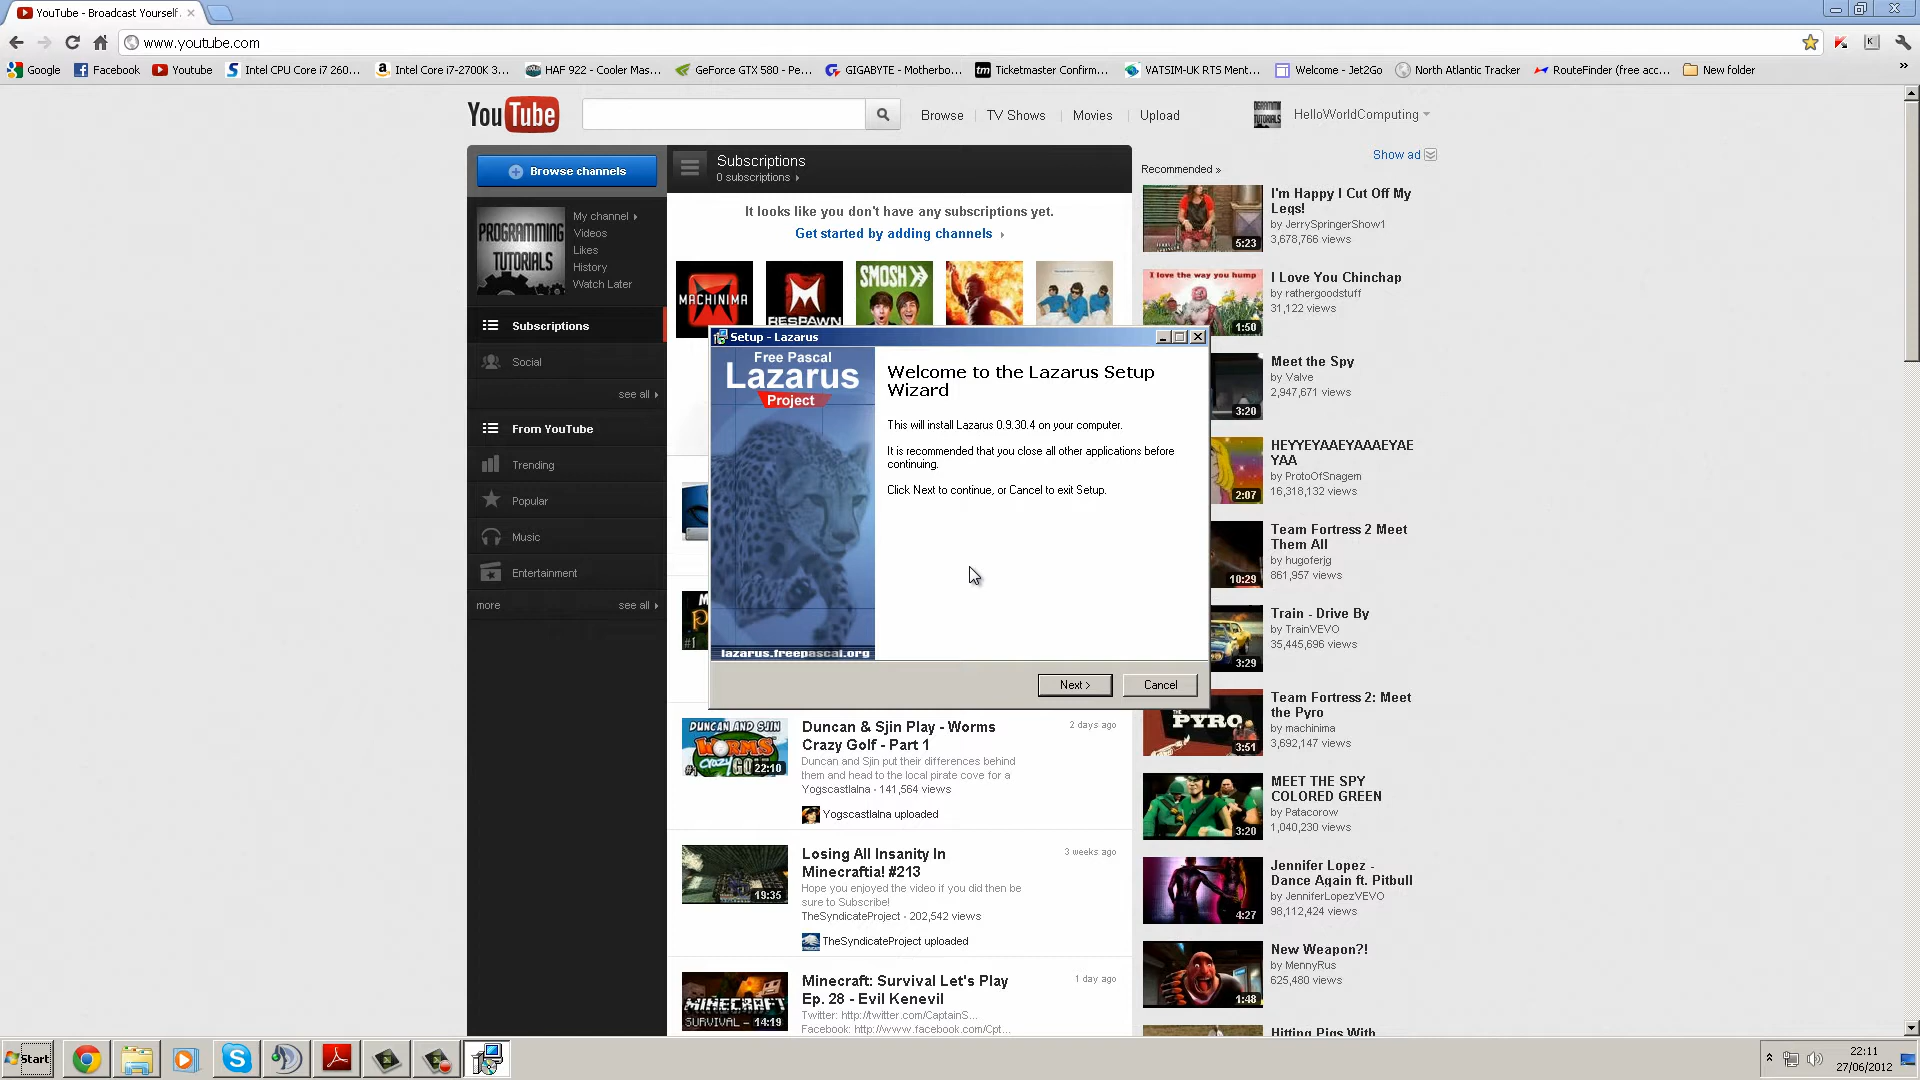 YouTube - Broadcast Yourself.
www.youtube.com
Google
Facebook
Youtube
Intel CPU Core i7 260...
Intel Core i7-2700K 3...
HAF 922 - Cooler Mas...
GeForce GTX 580 - Pe...
GIGABYTE - Motherbo...
tm
Ticketmaster Confirm...
VATSIM-UK RTS Ment...
Welcome - Jet2Go
North Atlantic Tracker
RouteFinder (free acc...
New folder
YouTube
Browse
TV Shows
Movies
Upload
HelloWorldComputing
Browse channels
PROGRAMMING
TUTORIALS
My channel
Videos
Likes
History
Watch Later
Subscriptions
Social
see all
From YouTube
Trending
Popular
Music
Entertainment
more
see all
Subscriptions
0 subscriptions
It looks like you don't have any subscriptions yet.
Get started by adding channels
MACHINIMA
RESPAWN
SMOSH
Setup - Lazarus
Free Pascal
Lazarus
Project
lazarus.freepascal.org
Welcome to the Lazarus Setup
Wizard
This will install Lazarus 0.9.30.4 on your computer.
It is recommended that you close all other applications before
continuing.
Click Next to continue, or Cancel to exit Setup.
Next >
Cancel
#1
DUNCAN AND SJIN
WORMS
CRAZY GO
#1
22:10
Duncan & Sjin Play - Worms
Crazy Golf - Part 1
2 days ago
Duncan and Sjin put their differences behind
them and head to the local pirate cove for a
Yogscastlalna - 141,564 views
Yogscastlalna uploaded
19:35
Losing All Insanity In
Minecraftia! #213
3 weeks ago
Hope you enjoyed the video if you did then be
sure to Subscribe!
TheSyndicateProject - 202,542 views
TheSyndicateProject uploaded
MINECRAFT
SURVIVAL -
14:19
Minecraft: Survival Let's Play
Ep. 28 - Evil Kenevil
1 day ago
Twitter: http://twitter.com/CaptainS...
Facebook: http://www.facebook.com/Cpt...
Show ad
Recommended »
5:23
I'm Happy I Cut Off My
Legs!
by JerrySpringerShow1
3,678,766 views
I love the way you hump
1:50
I Love You Chinchap
by rathergoodstuff
31,122 views
3:20
Meet the Spy
by Valve
2,947,671 views
2:07
HEYYEYAAEYAAAEYAE
YAA
by ProtoOfSnagem
16,318,132 views
10:29
Team Fortress 2 Meet
Them All
by hugoferjg
861,957 views
3:29
Train - Drive By
by TrainVEVO
35,445,696 views
PYRO
3:51
Team Fortress 2: Meet
the Pyro
by machinima
3,692,147 views
3:20
MEET THE SPY
COLORED GREEN
by Patacorow
1,040,230 views
4:27
Jennifer Lopez -
Dance Again ft. Pitbull
by JenniferLopezVEVO
98,112,424 views
1:48
New Weapon?!
by MennyRus
625,480 views
Hitting Pigs With
Start
22:11
27/06/2012